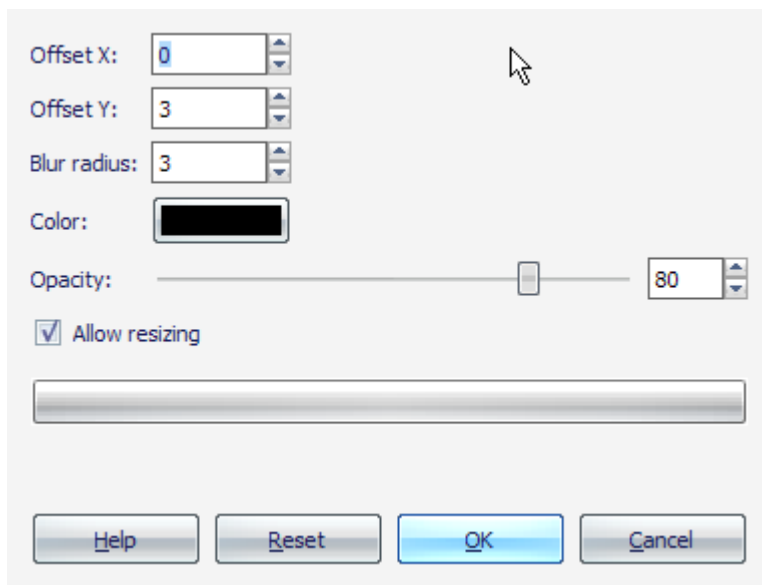 Offset X: 0
Offset Y: 3
Blur radius: 3
Color:
Opacity: 80
Allow resizing
Help Reset OK Cancel